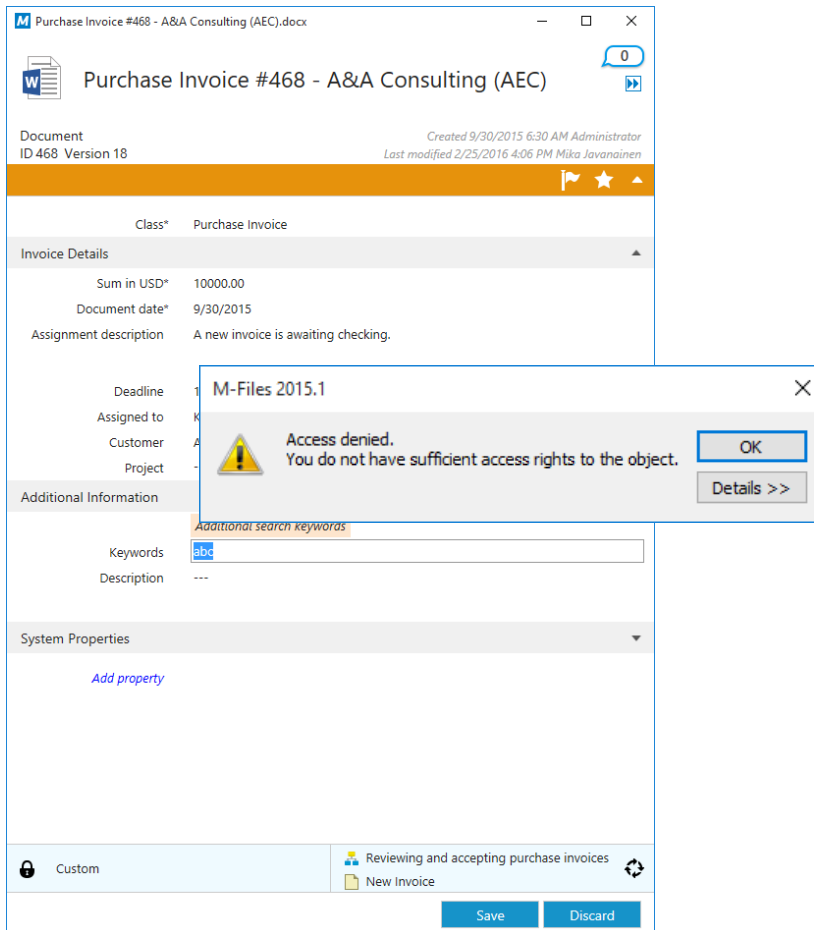 M Purchase Invoice #468 - A&A Consulting (AEC).docx
0
W
Purchase Invoice #468 - A&A Consulting (AEC)
Document
Created 9/30/2015 6:30 AM Administrator
ID 468 Version 18
Last modified 2/25/2016 4:06 PM Mika Javanainen
Class* Purchase Invoice
Invoice Details
Sum in USD* 10000.00
Document date* 9/30/2015
Assignment description A new invoice is awaiting checking.
M-Files 2015.1
Access denied.
You do not have sufficient access rights to the object.
OK
Details >>
Deadline 1
Assigned to K
Customer A
Project -
Additional Information
Additional search keywords
Keywords abc
Description ---
System Properties
Add property
Custom
Reviewing and accepting purchase invoices
New Invoice
Save Discard